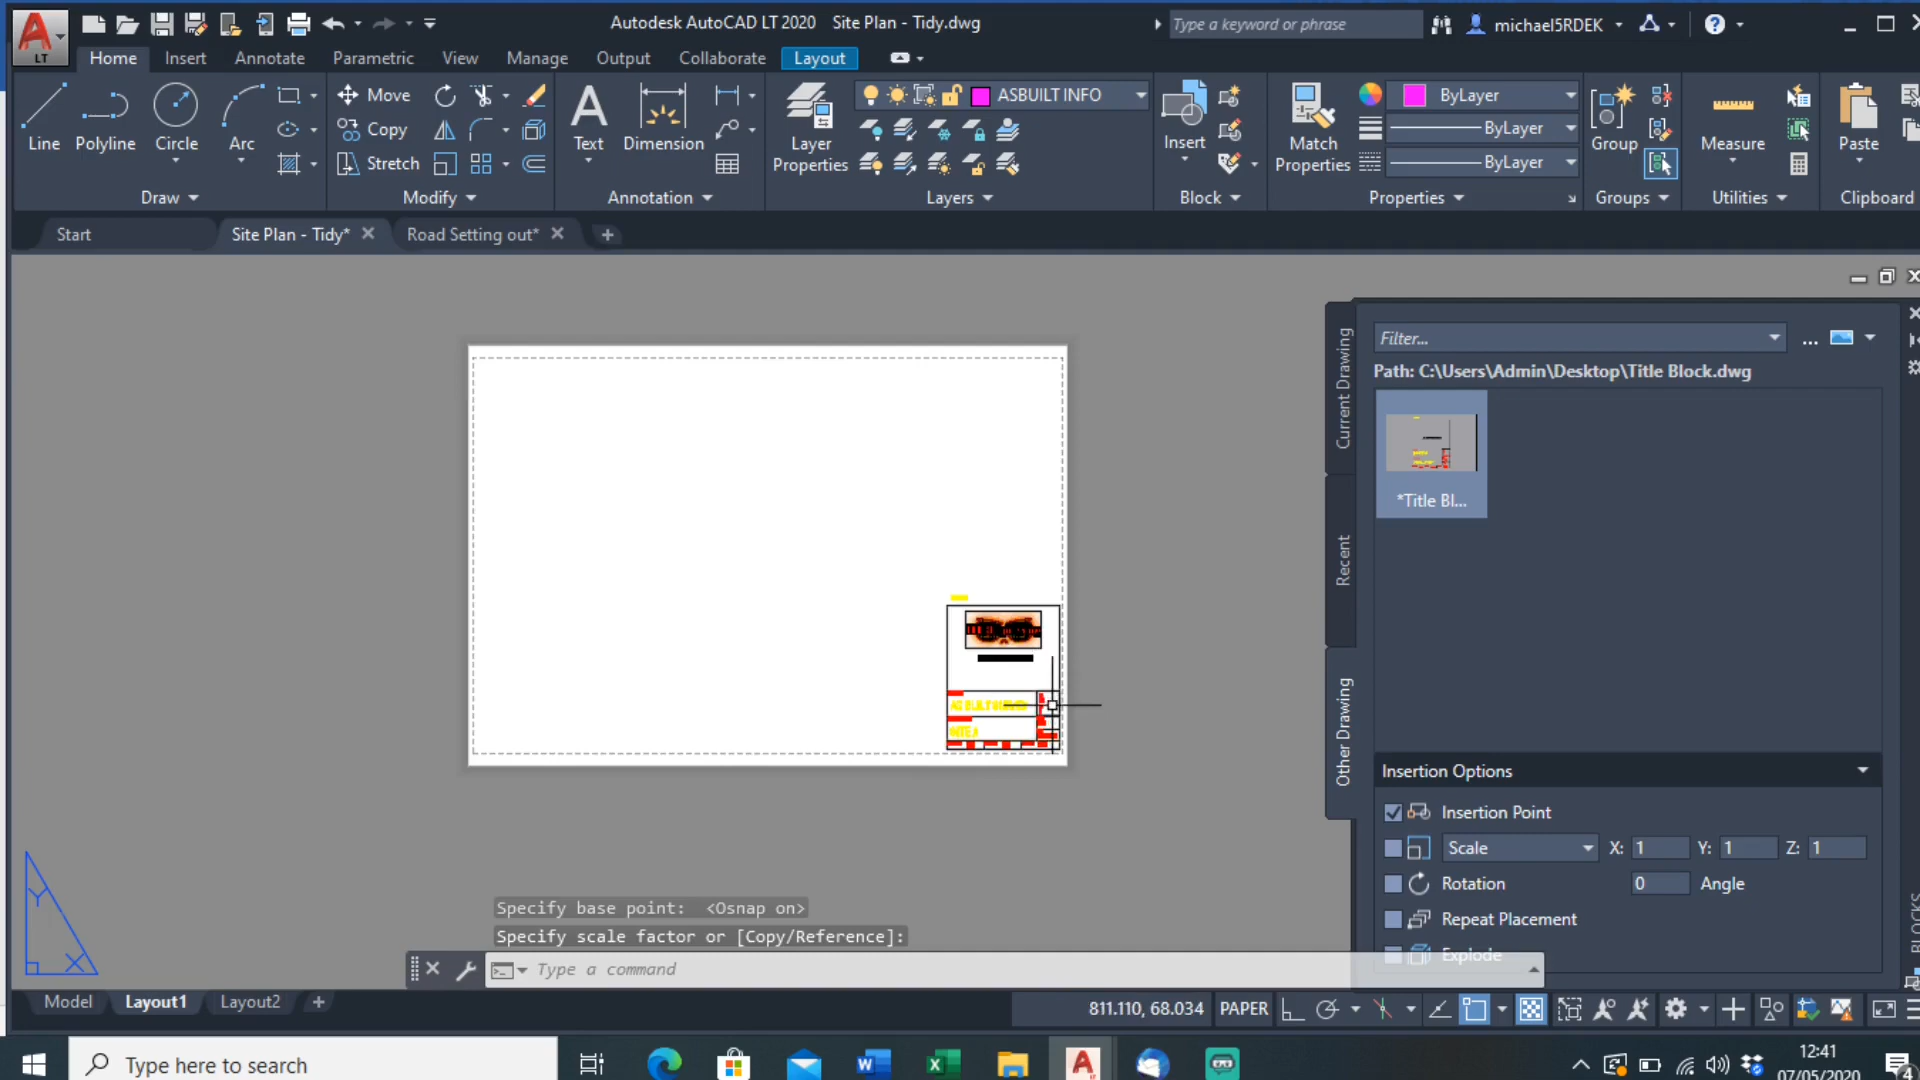 Autodesk AutoCAD LT 2020 Site Plan - Tidy.dwg
Type a keyword or phrase
michael5RDEK
LT
Home Insert Annotate Parametric View Manage Output Collaborate Layout
Line Polyline Circle Arc
Move
Copy
Stretch
Text Dimension
Layer Properties
ASBUILT INFO
Insert
Match Properties
ByLayer
ByLayer
ByLayer
Group
Measure
Paste
Draw Modify Annotation Layers Block Properties Groups Utilities Clipboard
Start Site Plan - Tidy* Road Setting out*
Filter...
Path: C:\Users\Admin\Desktop\Title Block.dwg
*Title Bl...
Current Drawing
Recent
Other Drawing
Insertion Options
Insertion Point
Scale X: 1 Y: 1 Z: 1
Rotation 0 Angle
Repeat Placement
Explode
BLOCKS
Y
X
Specify base point: <Osnap on>
Specify scale factor or [Copy/Reference]:
Type a command
Model Layout1 Layout2
811.110, 68.034 PAPER
Type here to search
12:41
07/05/2020
4